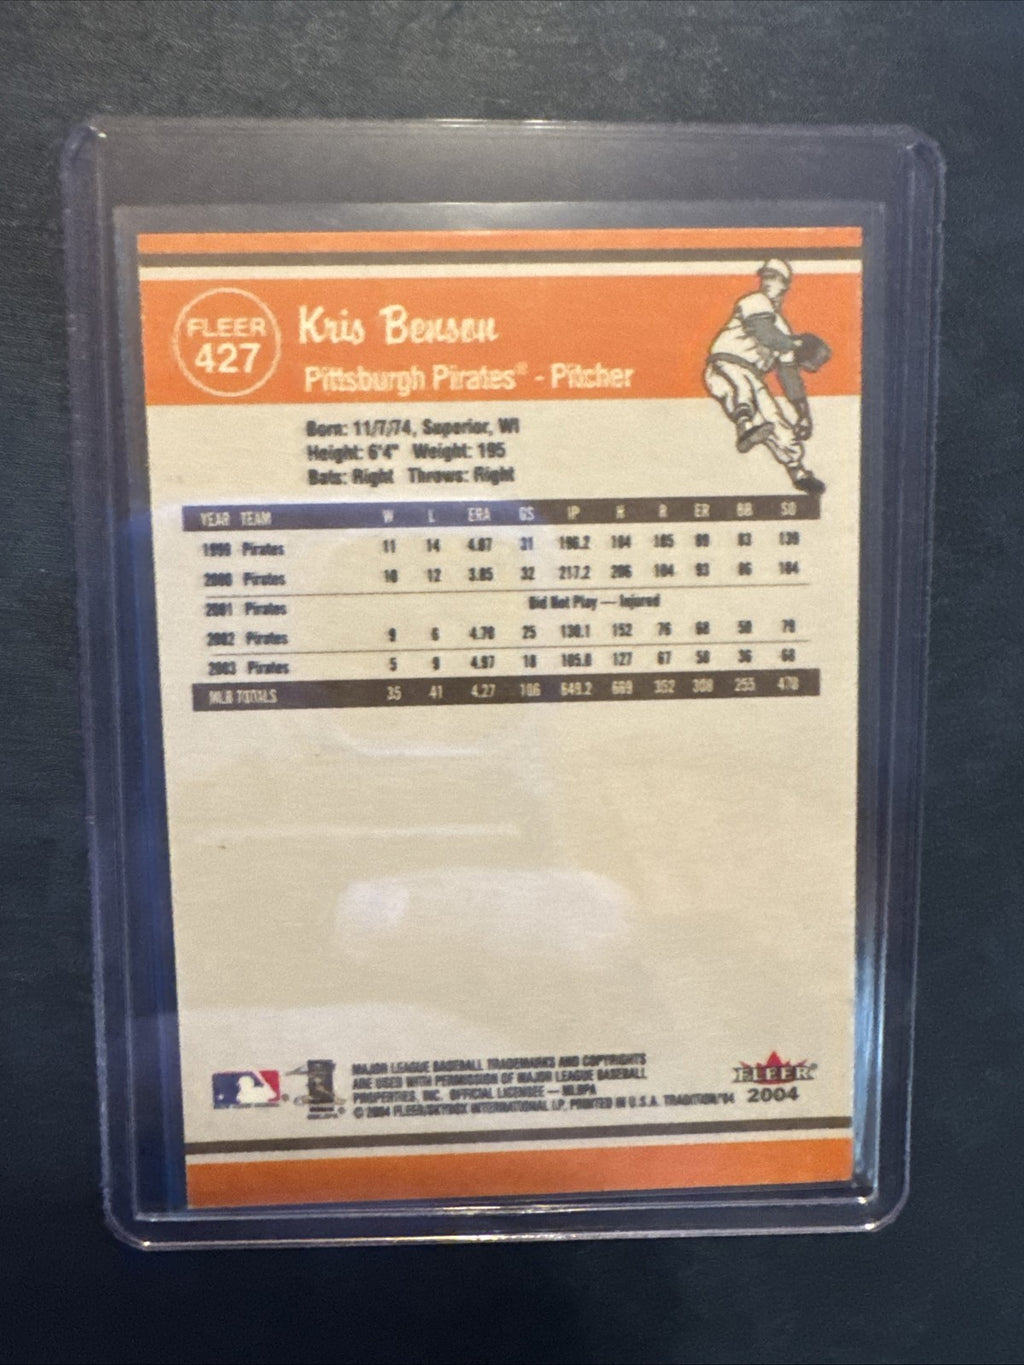 FLEER
427
Kris Benson
Pittsburgh Pirates® - Pitcher
Born: 11/7/74, Superior, WI
Height: 6'4" Weight: 195
Bats: Right Throws: Right
YEAR TEAM W L ERA GS IP H R ER BB SO
1999 Pirates 11 14 4.07 31 196.2 184 105 89 83 139
2000 Pirates 10 12 3.85 32 217.2 206 104 93 86 184
2001 Pirates Did Not Play — Injured
2002 Pirates 9 6 4.70 25 130.1 152 76 68 50 79
2003 Pirates 5 9 4.97 18 105.0 127 67 58 36 68
MLB TOTALS 35 41 4.27 106 649.2 669 352 308 255 470
MAJOR LEAGUE BASEBALL TRADEMARKS AND COPYRIGHTS
ARE USED WITH PERMISSION OF MAJOR LEAGUE BASEBALL
PROPERTIES, INC. OFFICIAL LICENSEE — MLBPA
© 2004 FLEER/SKYBOX INTERNATIONAL LP. PRINTED IN U.S.A. TRADITION'04
FLEER®
2004